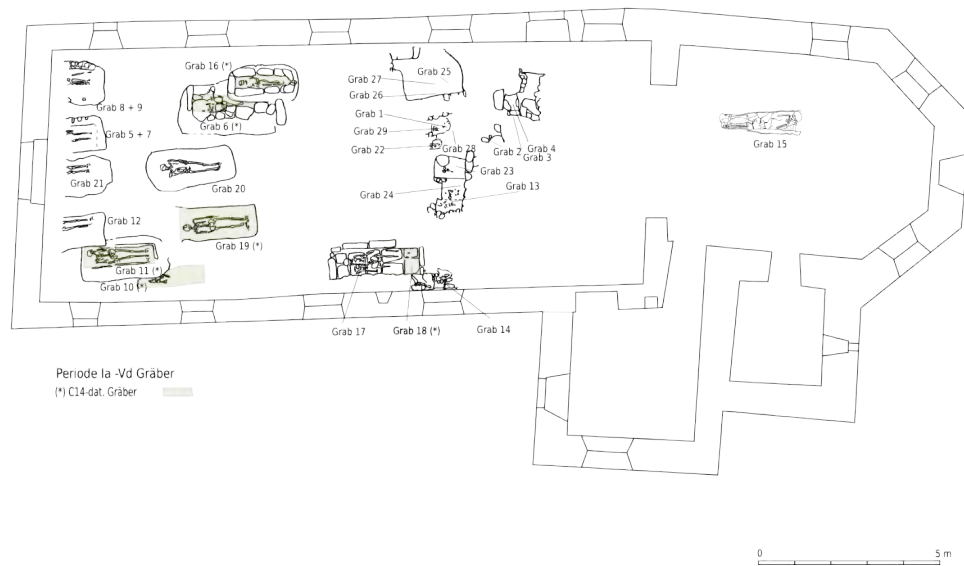 Grab 16 (*)
Grab 8 + 9
Grab 6 (*)
Grab 5 + 7
Grab 21
Grab 20
Grab 12
Grab 19 (*)
Grab 11 (*)
Grab 10 (*)
Grab 25
Grab 27
Grab 26
Grab 1
Grab 29
Grab 22
Grab 28
Grab 2
Grab 4
Grab 3
Grab 23
Grab 24
Grab 13
Grab 15
Grab 17
Grab 18 (*)
Grab 14
Periode Ia -Vd Gräber
(*) C14-dat. Gräber
0 5 m